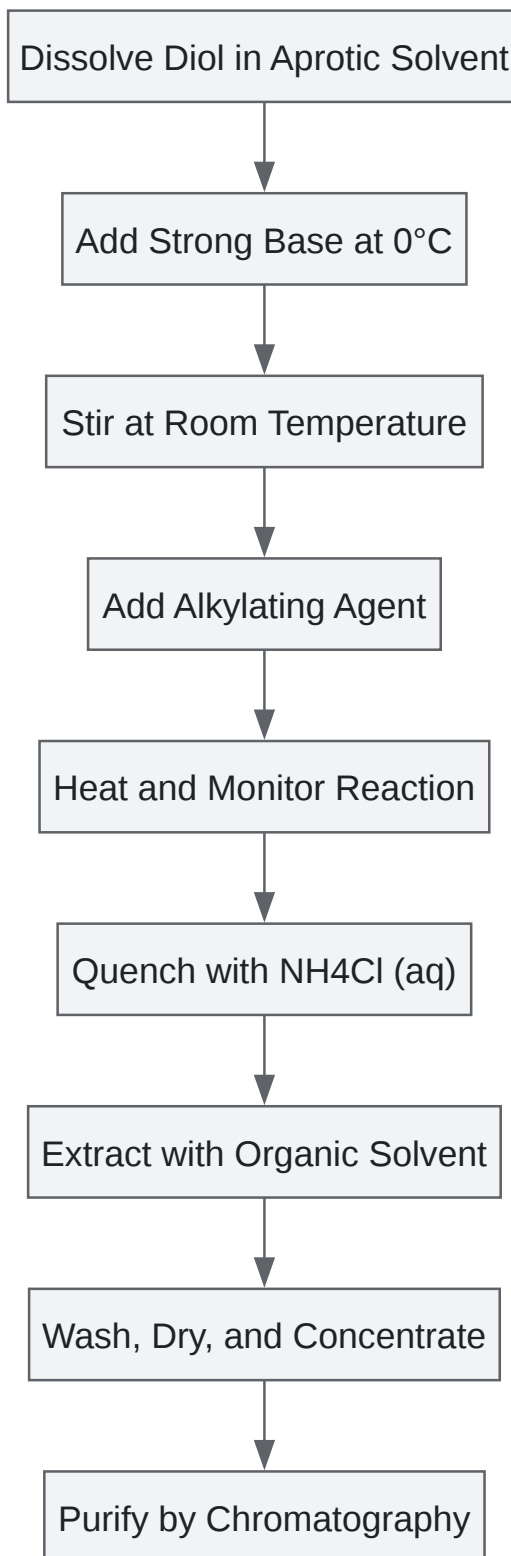 Dissolve Diol in Aprotic Solvent
Add Strong Base at 0°C
Stir at Room Temperature
Add Alkylating Agent
Heat and Monitor Reaction
Quench with NH4Cl (aq)
Extract with Organic Solvent
Wash, Dry, and Concentrate
Purify by Chromatography